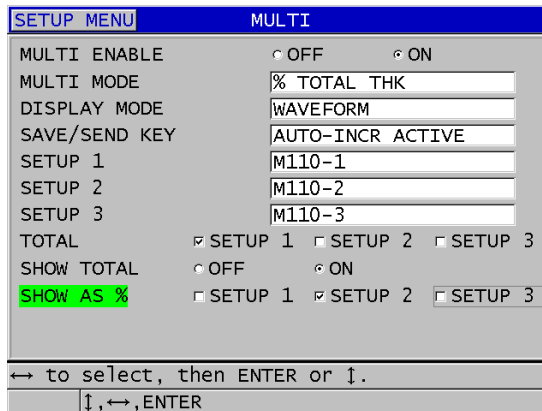 SETUP MENU MULTI
MULTI ENABLE OFF ON
MULTI MODE % TOTAL THK
DISPLAY MODE WAVEFORM
SAVE/SEND KEY AUTO-INCR ACTIVE
SETUP 1 M110-1
SETUP 2 M110-2
SETUP 3 M110-3
TOTAL SETUP 1 SETUP 2 SETUP 3
SHOW TOTAL OFF ON
SHOW AS % SETUP 1 SETUP 2 SETUP 3
↔ to select, then ENTER or ↕.
↕,↔,ENTER